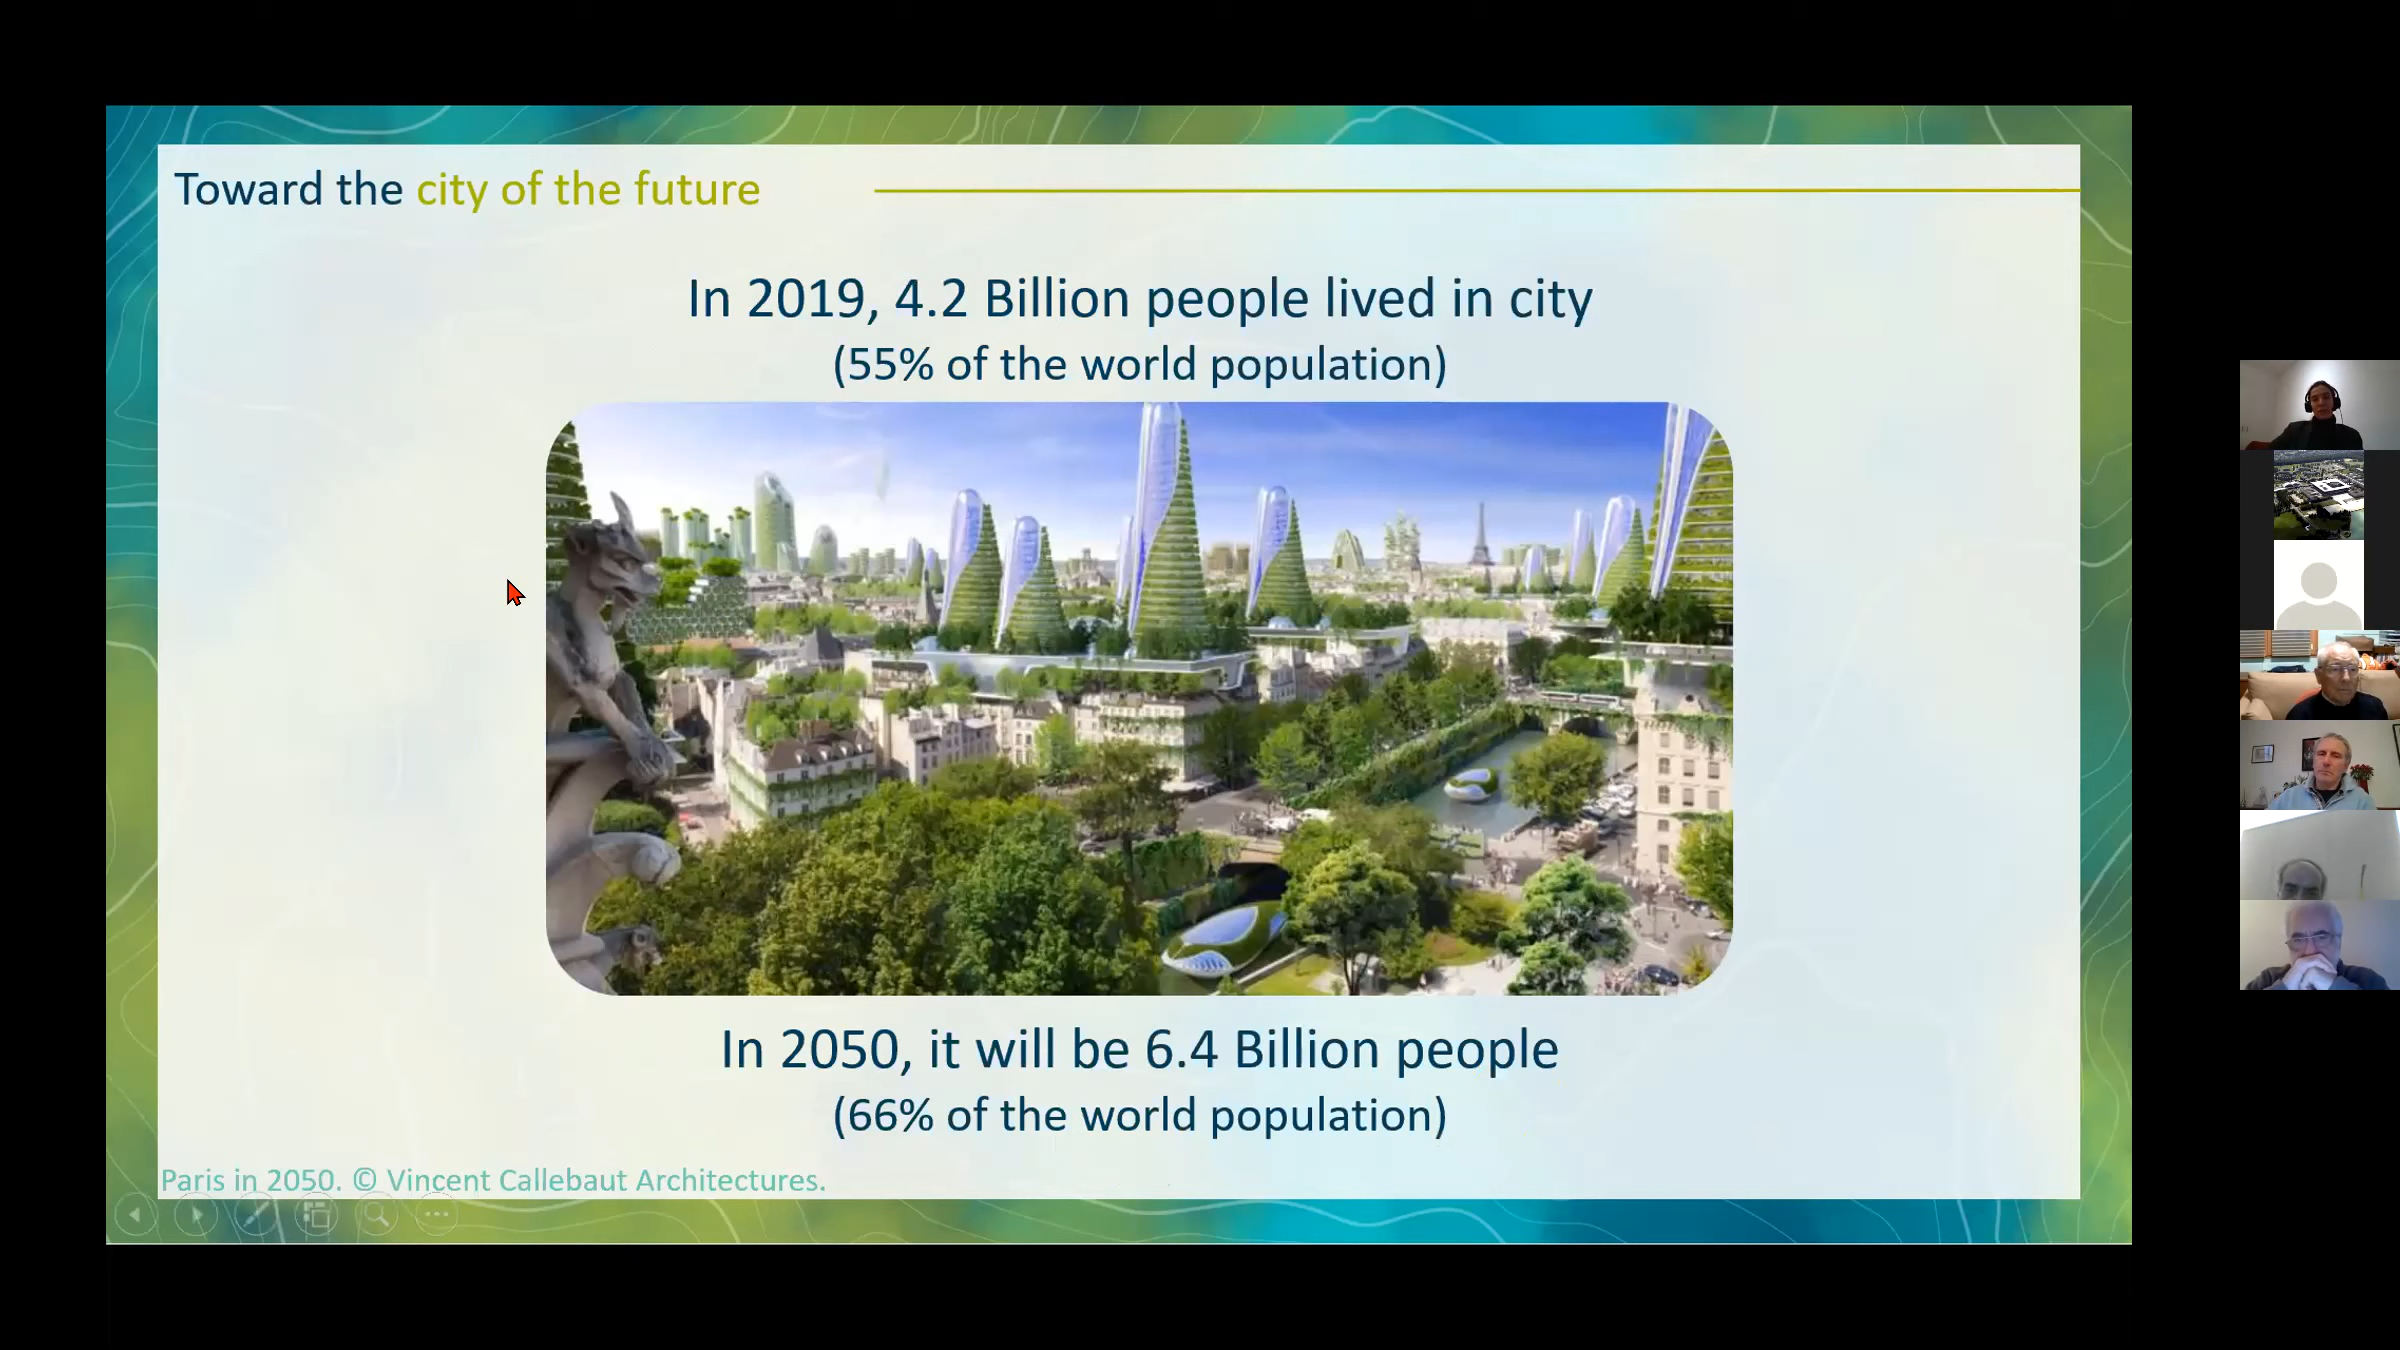 Toward the city of the future
In 2019, 4.2 Billion people lived in city
(55% of the world population)
In 2050, it will be 6.4 Billion people
(66% of the world population)
Paris in 2050. © Vincent Callebaut Architectures.